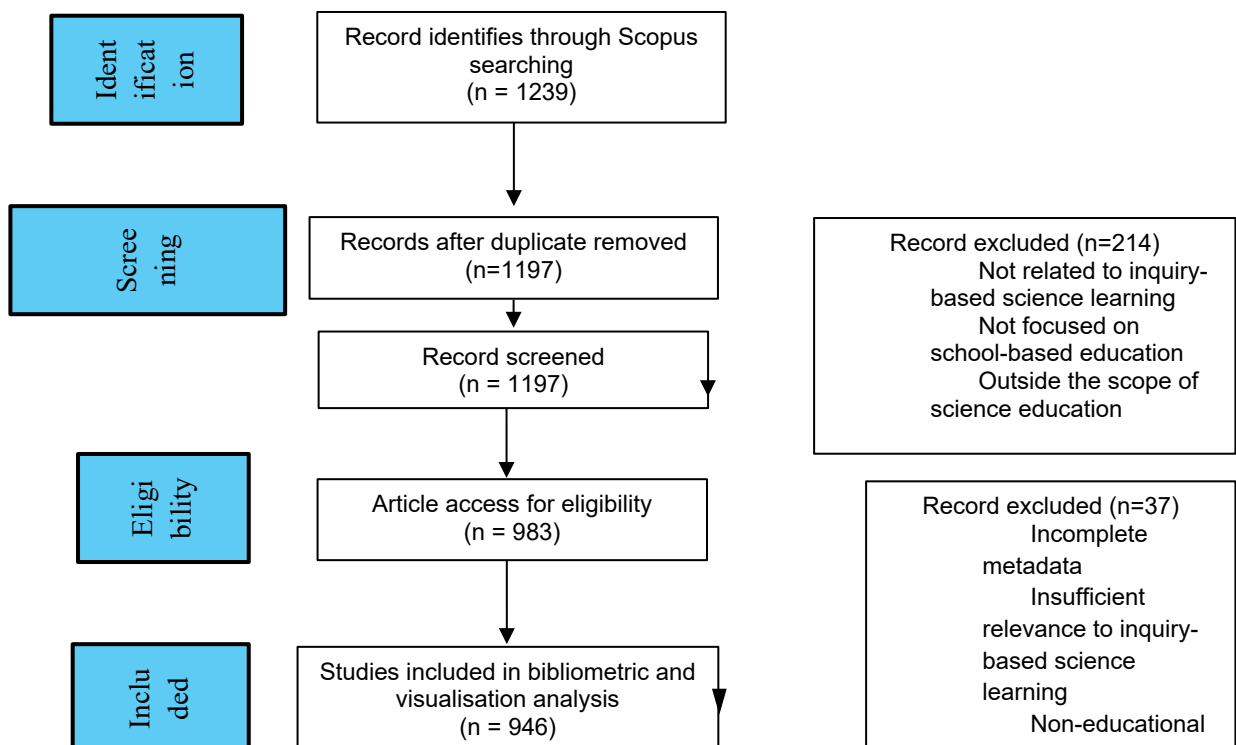 Ident
ificat
ion
Record identifies through Scopus
searching
(n = 1239)
Scree
ning
Records after duplicate removed
(n=1197)
Record screened
(n = 1197)
Record excluded (n=214)
Not related to inquiry-
based science learning
Not focused on
school-based education
Outside the scope of
science education
Eligi
bility
Article access for eligibility
(n = 983)
Record excluded (n=37)
Incomplete
metadata
Insufficient
relevance to inquiry-
based science
learning
Non-educational
Inclu
ded
Studies included in bibliometric and
visualisation analysis
(n = 946)